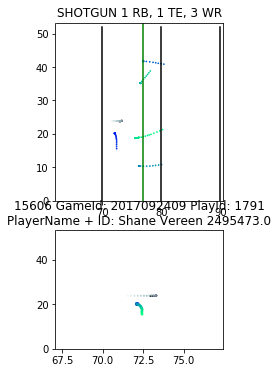 SHOTGUN 1 RB, 1 TE, 3 WR
50
40
30
20
10
0
70 80 90
15606 GameId: 2017092409 PlayId: 1791
PlayerName + ID: Shane Vereen 2495473.0
40
20
0
67.5 70.0 72.5 75.0